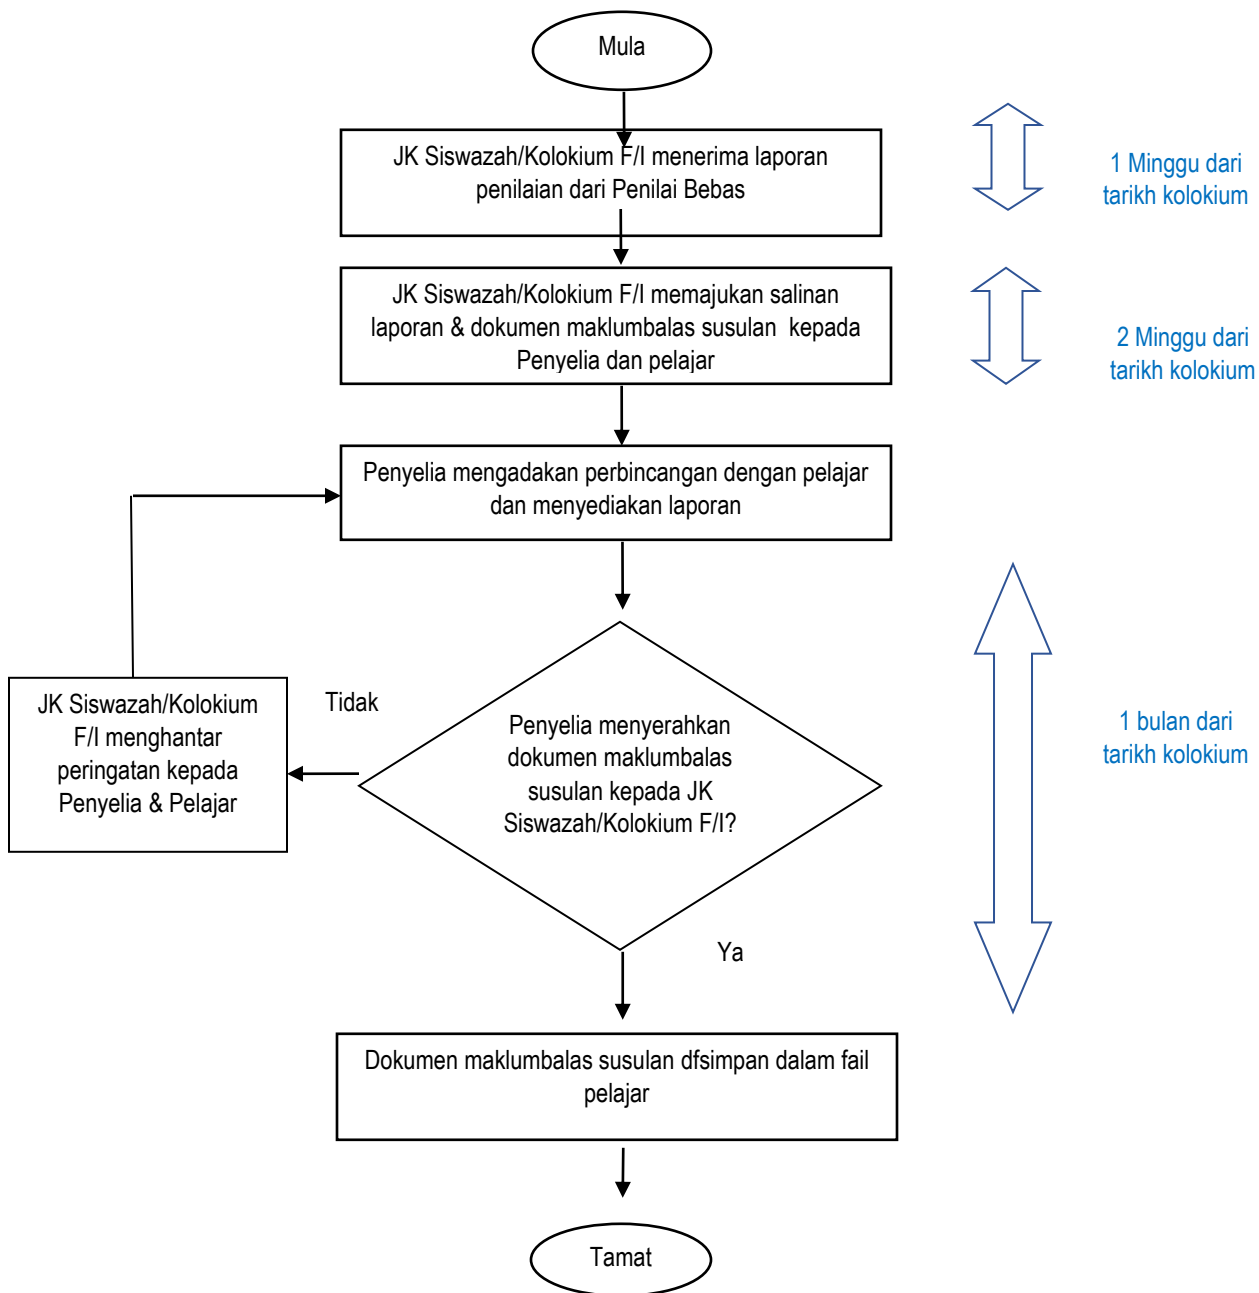 Mula
JK Siswazah/Kolokium F/I menerima laporan
penilaian dari Penilai Bebas
1 Minggu dari
tarikh kolokium
JK Siswazah/Kolokium F/I memajukan salinan
laporan & dokumen maklumbalas susulan kepada
Penyelia dan pelajar
2 Minggu dari
tarikh kolokium
Penyelia mengadakan perbincangan dengan pelajar
dan menyediakan laporan
JK Siswazah/Kolokium
F/I menghantar
peringatan kepada
Penyelia & Pelajar
Tidak
Penyelia menyerahkan
dokumen maklumbalas
susulan kepada JK
Siswazah/Kolokium F/I?
1 bulan dari
tarikh kolokium
Ya
Dokumen maklumbalas susulan dfsimpan dalam fail
pelajar
Tamat